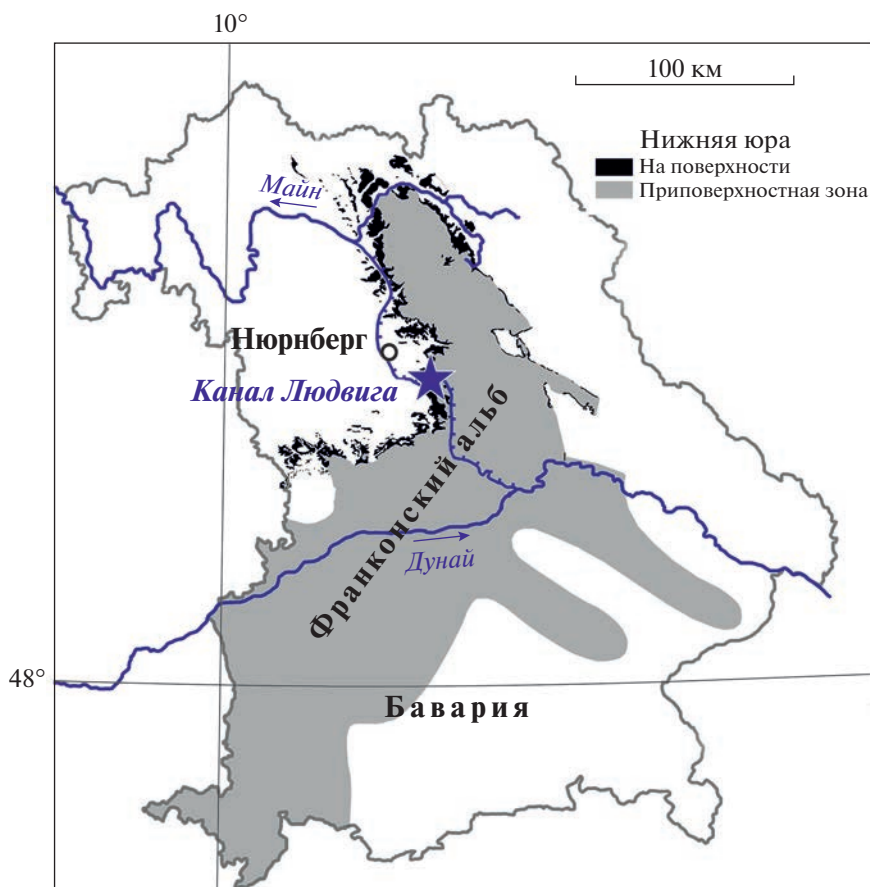 10°
100 км
Нижняя юра
На поверхности
Приповерхностная зона
Майн
Нюрнберг
Канал Людвига
Франконский альб
Дунай
48°
Бавария